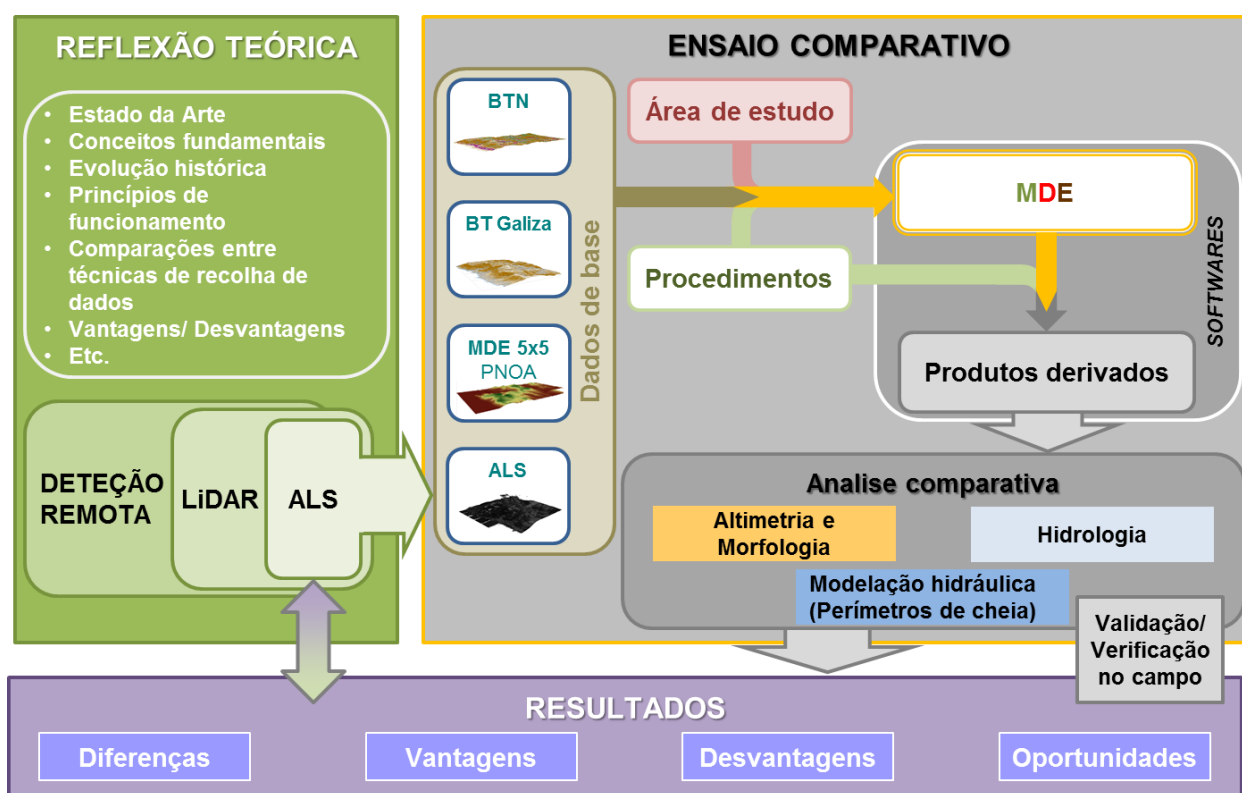 REFLEXÃO TEÓRICA
• Estado da Arte
• Conceitos fundamentais
• Evolução histórica
• Princípios de
funcionamento
• Comparações entre
técnicas de recolha de
dados
• Vantagens/ Desvantagens
• Etc.
DETEÇÃO
REMOTA
LiDAR
ALS
ENSAIO COMPARATIVO
BTN
BT Galiza
MDE 5x5
PNOA
ALS
Dados de base
Área de estudo
Procedimentos
MDE
SOFTWARES
Produtos derivados
Analise comparativa
Altimetria e
Morfologia
Hidrologia
Modelação hidráulica
(Perímetros de cheia)
Validação/
Verificação
no campo
RESULTADOS
Diferenças
Vantagens
Desvantagens
Oportunidades